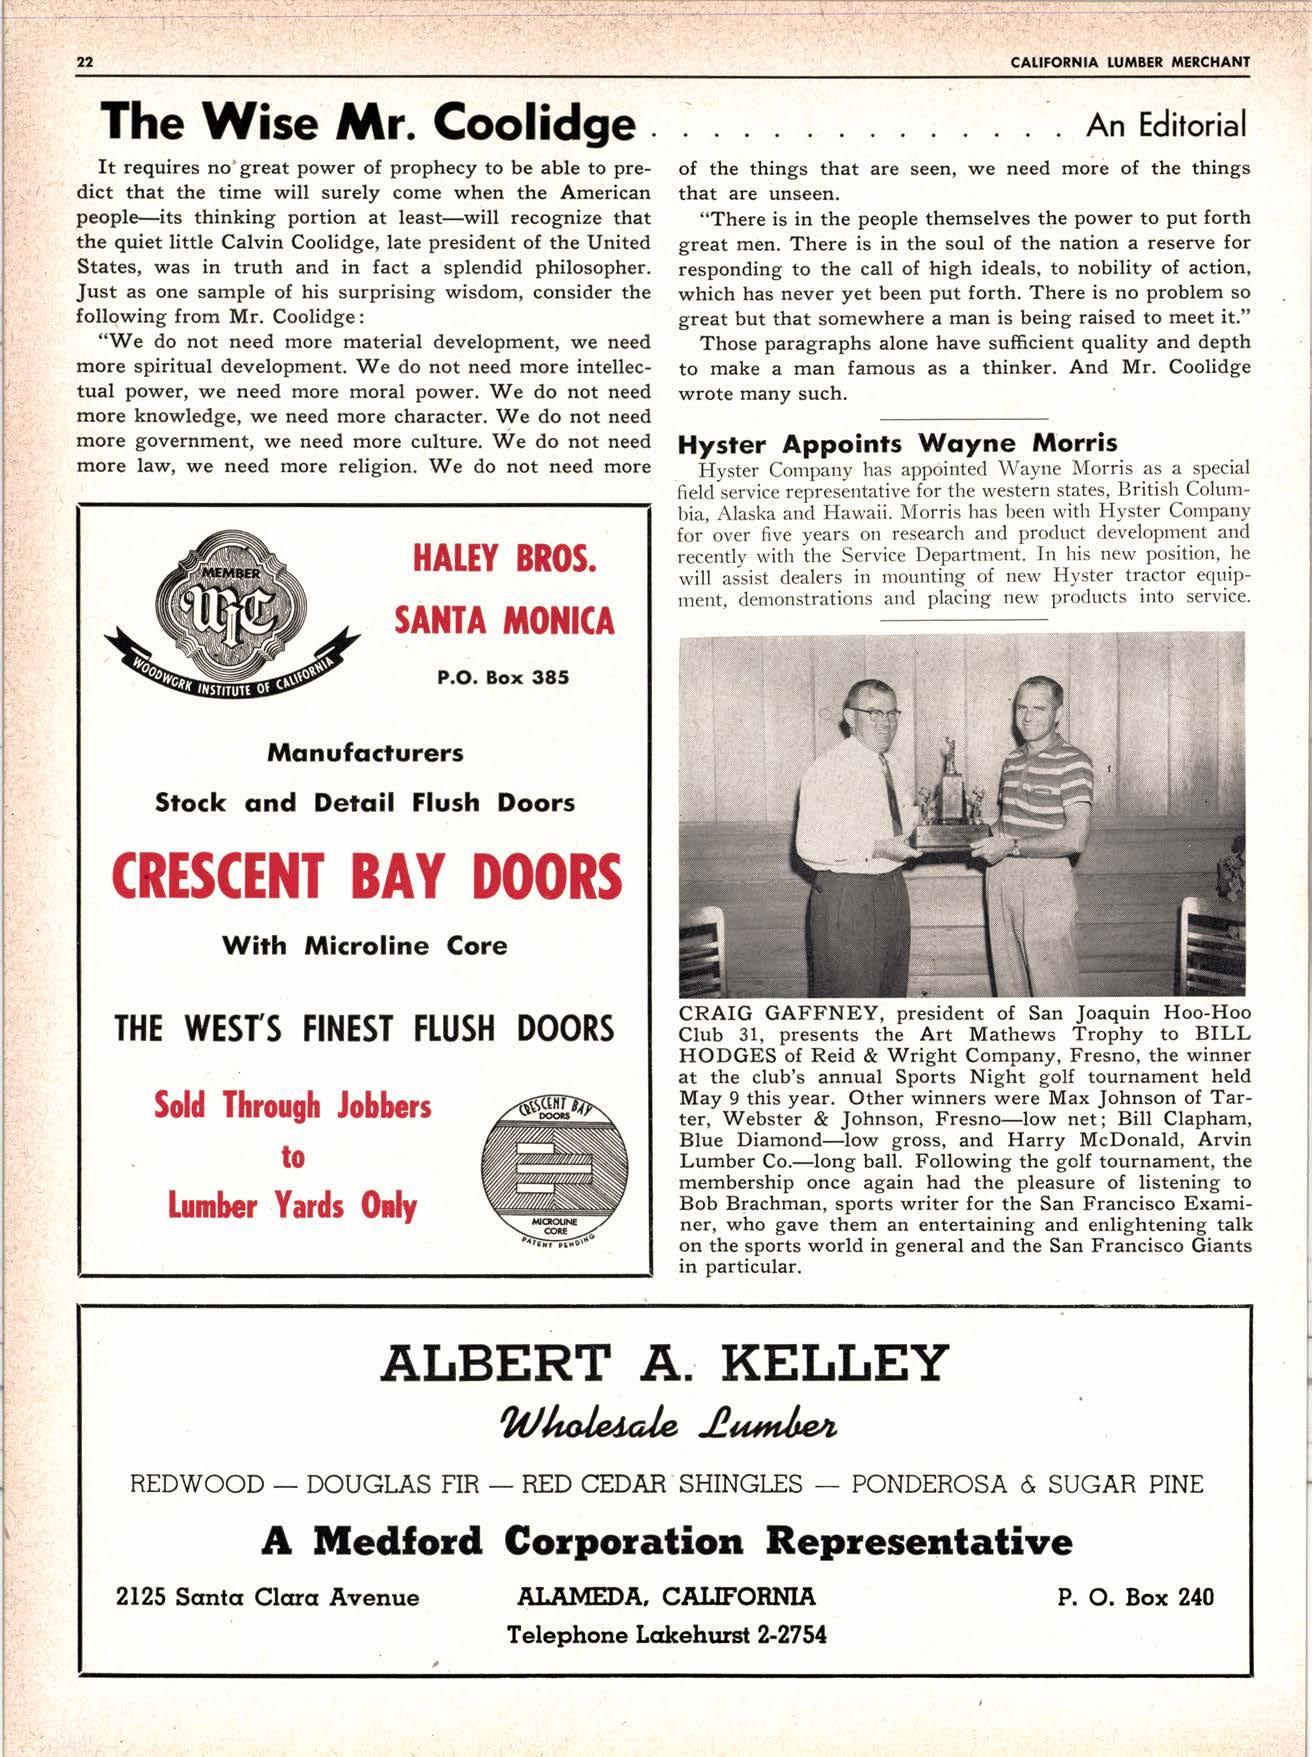 22
CALIFORNIA LUMBER MERCHANT
The Wise Mr. Coolidge . . . . . . . . . . . . . . . An Editorial
It requires no great power of prophecy to be able to pre-
dict that the time will surely come when the American
people—its thinking portion at least—will recognize that
the quiet little Calvin Coolidge, late president of the United
States, was in truth and in fact a splendid philosopher.
Just as one sample of his surprising wisdom, consider the
following from Mr. Coolidge:
"We do not need more material development, we need
more spiritual development. We do not need more intellec-
tual power, we need more moral power. We do not need
more knowledge, we need more character. We do not need
more government, we need more culture. We do not need
more law, we need more religion. We do not need more
of the things that are seen, we need more of the things
that are unseen.
"There is in the people themselves the power to put forth
great men. There is in the soul of the nation a reserve for
responding to the call of high ideals, to nobility of action,
which has never yet been put forth. There is no problem so
great but that somewhere a man is being raised to meet it."
Those paragraphs alone have sufficient quality and depth
to make a man famous as a thinker. And Mr. Coolidge
wrote many such.
Hyster Appoints Wayne Morris
Hyster Company has appointed Wayne Morris as a special
field service representative for the western states, British Colum-
bia, Alaska and Hawaii. Morris has been with Hyster Company
for over five years on research and product development and
recently with the Service Department. In his new position, he
will assist dealers in mounting of new Hyster tractor equip-
ment, demonstrations and placing new products into service.
MEMBER
WIC
WOODWORK INSTITUTE OF CALIFORNIA
HALEY BROS.
SANTA MONICA
P.O. Box 385
Manufacturers
Stock and Detail Flush Doors
CRESCENT BAY DOORS
With Microline Core
THE WEST'S FINEST FLUSH DOORS
Sold Through Jobbers
to
Lumber Yards Only
CRESCENT BAY
DOORS
MICROLINE
CORE
PATENT PENDING
CRAIG GAFFNEY, president of San Joaquin Hoo-Hoo
Club 31, presents the Art Mathews Trophy to BILL
HODGES of Reid & Wright Company, Fresno, the winner
at the club's annual Sports Night golf tournament held
May 9 this year. Other winners were Max Johnson of Tar-
ter, Webster & Johnson, Fresno—low net; Bill Clapham,
Blue Diamond—low gross, and Harry McDonald, Arvin
Lumber Co.—long ball. Following the golf tournament, the
membership once again had the pleasure of listening to
Bob Brachman, sports writer for the San Francisco Exami-
ner, who gave them an entertaining and enlightening talk
on the sports world in general and the San Francisco Giants
in particular.
ALBERT A. KELLEY
Wholesale Lumber
REDWOOD — DOUGLAS FIR — RED CEDAR SHINGLES — PONDEROSA & SUGAR PINE
A Medford Corporation Representative
2125 Santa Clara Avenue
ALAMEDA, CALIFORNIA
P. O. Box 240
Telephone Lakehurst 2-2754